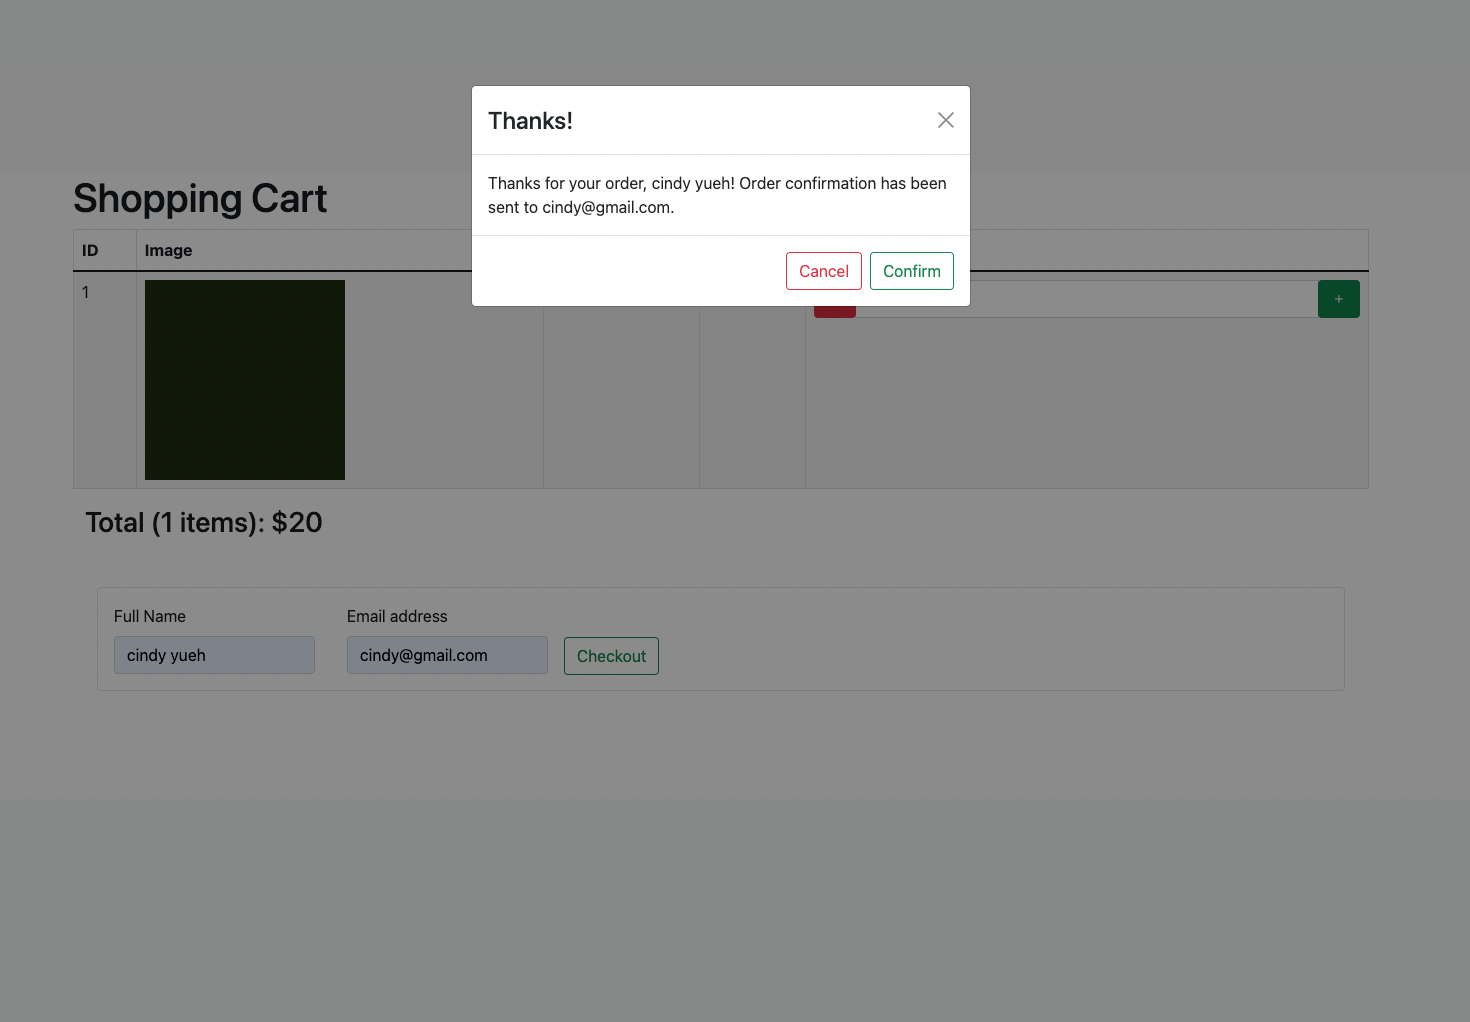 Thanks!
Thanks for your order, cindy yueh! Order confirmation has been
sent to cindy@gmail.com.
Cancel
Confirm
Shopping Cart
ID
Image
1
+
Total (1 items): $20
Full Name
Email address
cindy yueh
cindy@gmail.com
Checkout